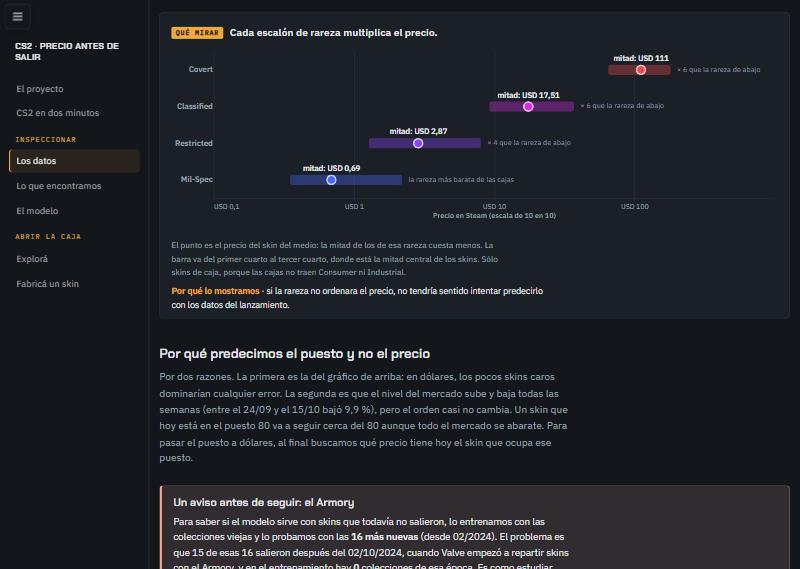 CS2 · PRECIO ANTES DE
SALIR
El proyecto
CS2 en dos minutos
INSPECCIONAR
Los datos
Lo que encontramos
El modelo
ABRIR LA CAJA
Explorá
Fabricá un skin
QUÉ MIRAR Cada escalón de rareza multiplica el precio.
mitad: USD 111
Covert × 6 que la rareza de abajo
mitad: USD 17,51
Classified × 6 que la rareza de abajo
mitad: USD 2,87
Restricted × 4 que la rareza de abajo
mitad: USD 0,69
Mil-Spec la rareza más barata de las cajas
USD 0,1 USD 1 USD 10 USD 100
Precio en Steam (escala de 10 en 10)
El punto es el precio del skin del medio: la mitad de los de esa rareza cuesta menos. La
barra va del primer cuarto al tercer cuarto, donde está la mitad central de los skins. Sólo
skins de caja, porque las cajas no traen Consumer ni Industrial.
Por qué lo mostramos · si la rareza no ordenara el precio, no tendría sentido intentar predecirlo
con los datos del lanzamiento.
Por qué predecimos el puesto y no el precio
Por dos razones. La primera es la del gráfico de arriba: en dólares, los pocos skins caros
dominarían cualquier error. La segunda es que el nivel del mercado sube y baja todas las
semanas (entre el 24/09 y el 15/10 bajó 9,9 %), pero el orden casi no cambia. Un skin que
hoy está en el puesto 80 va a seguir cerca del 80 aunque todo el mercado se abarate. Para
pasar el puesto a dólares, al final buscamos qué precio tiene hoy el skin que ocupa ese
puesto.
Un aviso antes de seguir: el Armory
Para saber si el modelo sirve con skins que todavía no salieron, lo entrenamos con las
colecciones viejas y lo probamos con las 16 más nuevas (desde 02/2024). El problema es
que 15 de esas 16 salieron después del 02/10/2024, cuando Valve empezó a repartir skins
con el Armory, y en el entrenamiento hay 0 colecciones de esa época. Es como estudiar